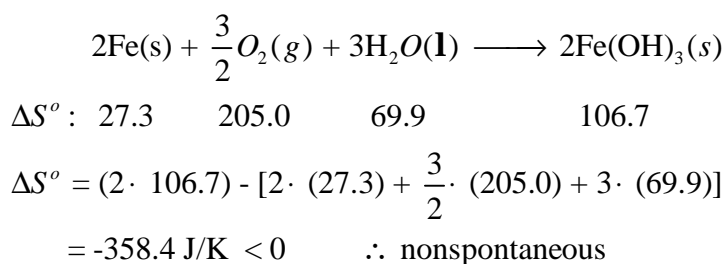 2Fe(s) + 3/2 O₂(g) + 3H₂O(l) ⟶ 2Fe(OH)₃(s)
ΔS° : 27.3 205.0 69.9 106.7
ΔS° = (2· 106.7) - [2· (27.3) + 3/2· (205.0) + 3· (69.9)]
= -358.4 J/K < 0 ∴ nonspontaneous